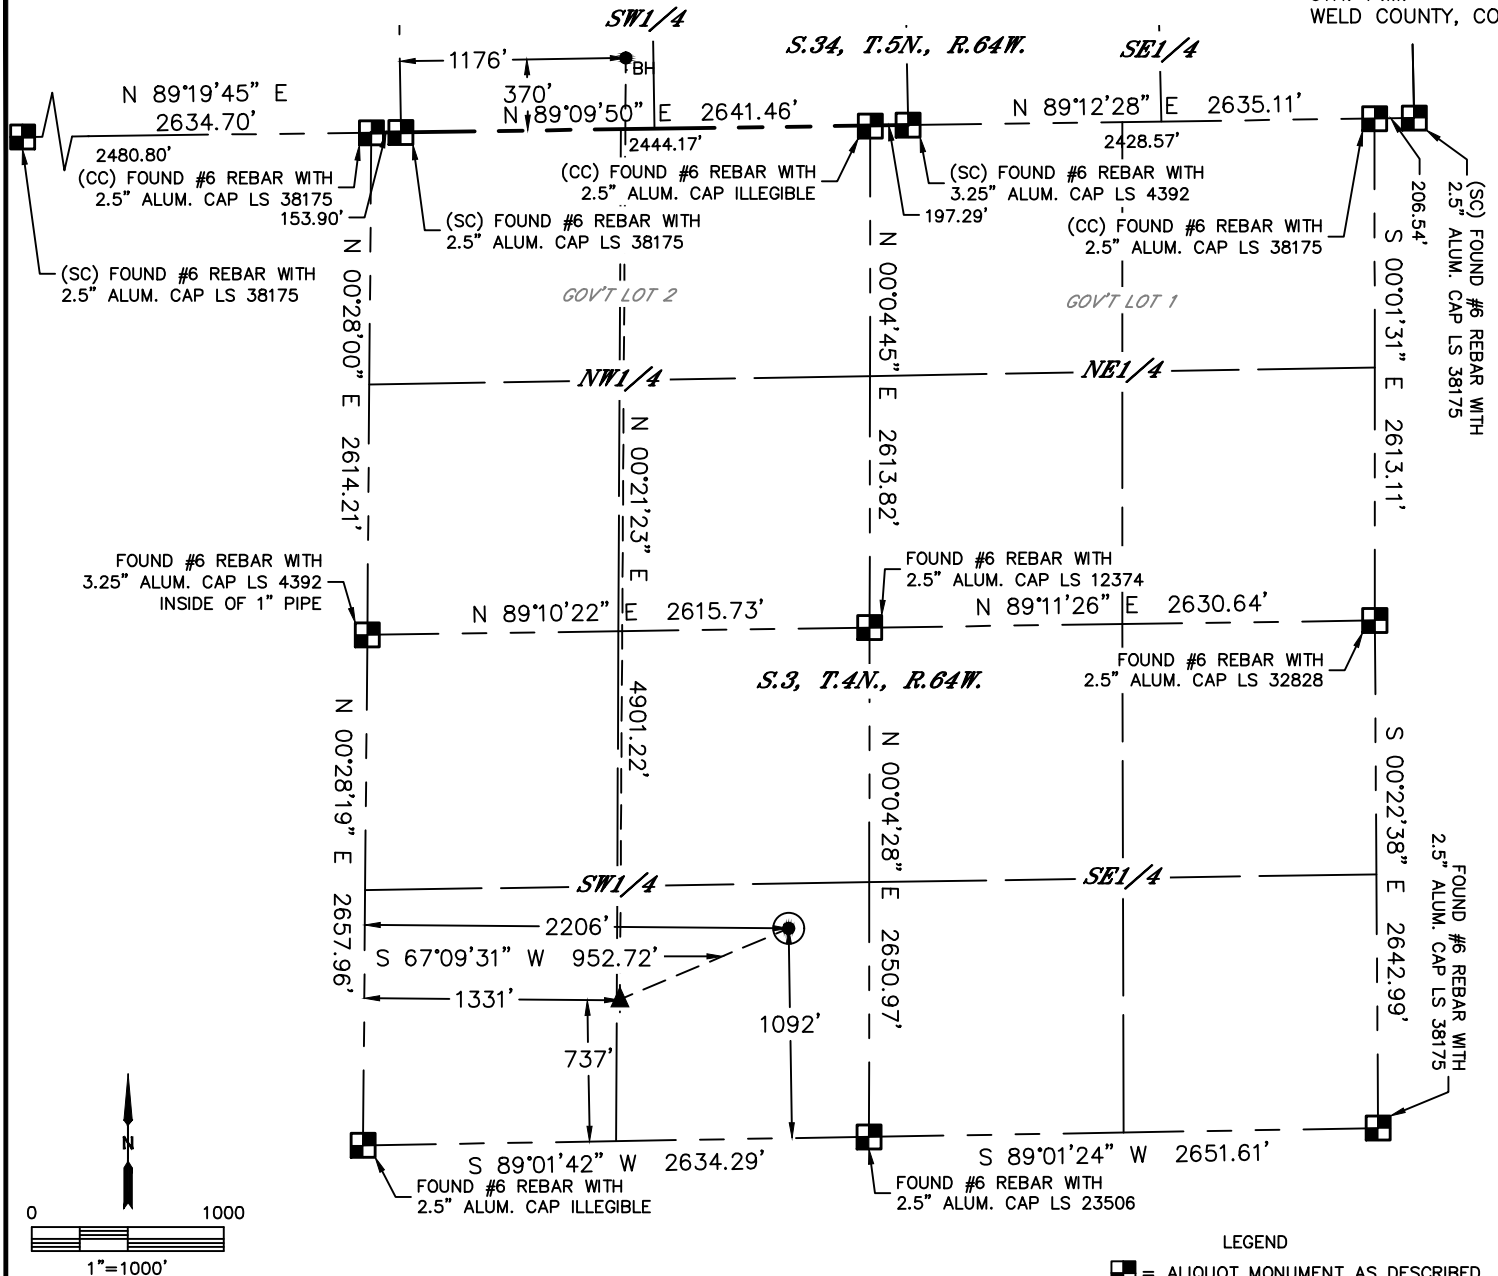 WELD COUNTY, CO
SW1/4
S.34, T.5N., R.64W.
SE1/4
1176'
BH
370'
N 89°19'45" E
2634.70'
N 89°09'50" E 2641.46'
N 89°12'28" E 2635.11'
2480.80'
2444.17'
2428.57'
(CC) FOUND #6 REBAR WITH
2.5" ALUM. CAP LS 38175
153.90'
(SC) FOUND #6 REBAR WITH
2.5" ALUM. CAP LS 38175
(CC) FOUND #6 REBAR WITH
2.5" ALUM. CAP ILLEGIBLE
(SC) FOUND #6 REBAR WITH
3.25" ALUM. CAP LS 4392
197.29'
(CC) FOUND #6 REBAR WITH
2.5" ALUM. CAP LS 38175
206.54'
(SC) FOUND #6 REBAR WITH
2.5" ALUM. CAP LS 38175
(SC) FOUND #6 REBAR WITH
2.5" ALUM. CAP LS 38175
N 00°28'00" E 2614.21'
GOV'T LOT 2
N 00°04'45" E 2613.82'
GOV'T LOT 1
S 00°01'31" E 2613.11'
NW1/4
NE1/4
N 00°21'23" E 4901.22'
FOUND #6 REBAR WITH
3.25" ALUM. CAP LS 4392
INSIDE OF 1" PIPE
FOUND #6 REBAR WITH
2.5" ALUM. CAP LS 12374
N 89°10'22" E 2615.73'
N 89°11'26" E 2630.64'
FOUND #6 REBAR WITH
2.5" ALUM. CAP LS 32828
S.3, T.4N., R.64W.
N 00°28'19" E 2657.96'
N 00°04'28" E 2650.97'
S 00°22'38" E 2642.99'
FOUND #6 REBAR WITH
2.5" ALUM. CAP LS 38175
SW1/4
SE1/4
2206'
S 67°09'31" W 952.72'
1331'
1092'
737'
N
S 89°01'42" W 2634.29'
S 89°01'24" W 2651.61'
FOUND #6 REBAR WITH
2.5" ALUM. CAP ILLEGIBLE
FOUND #6 REBAR WITH
2.5" ALUM. CAP LS 23506
0 1000
1"=1000'
LEGEND
= ALIQUOT MONUMENT AS DESCRIBED